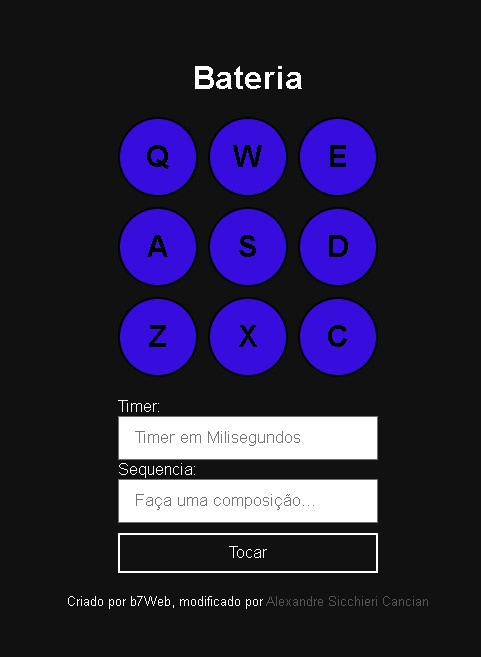 Bateria
Q W E
A S D
Z X C
Timer:
Timer em Milisegundos
Sequencia:
Faça uma composição...
Tocar
Criado por b7Web, modificado por Alexandre Sicchieri Cancian